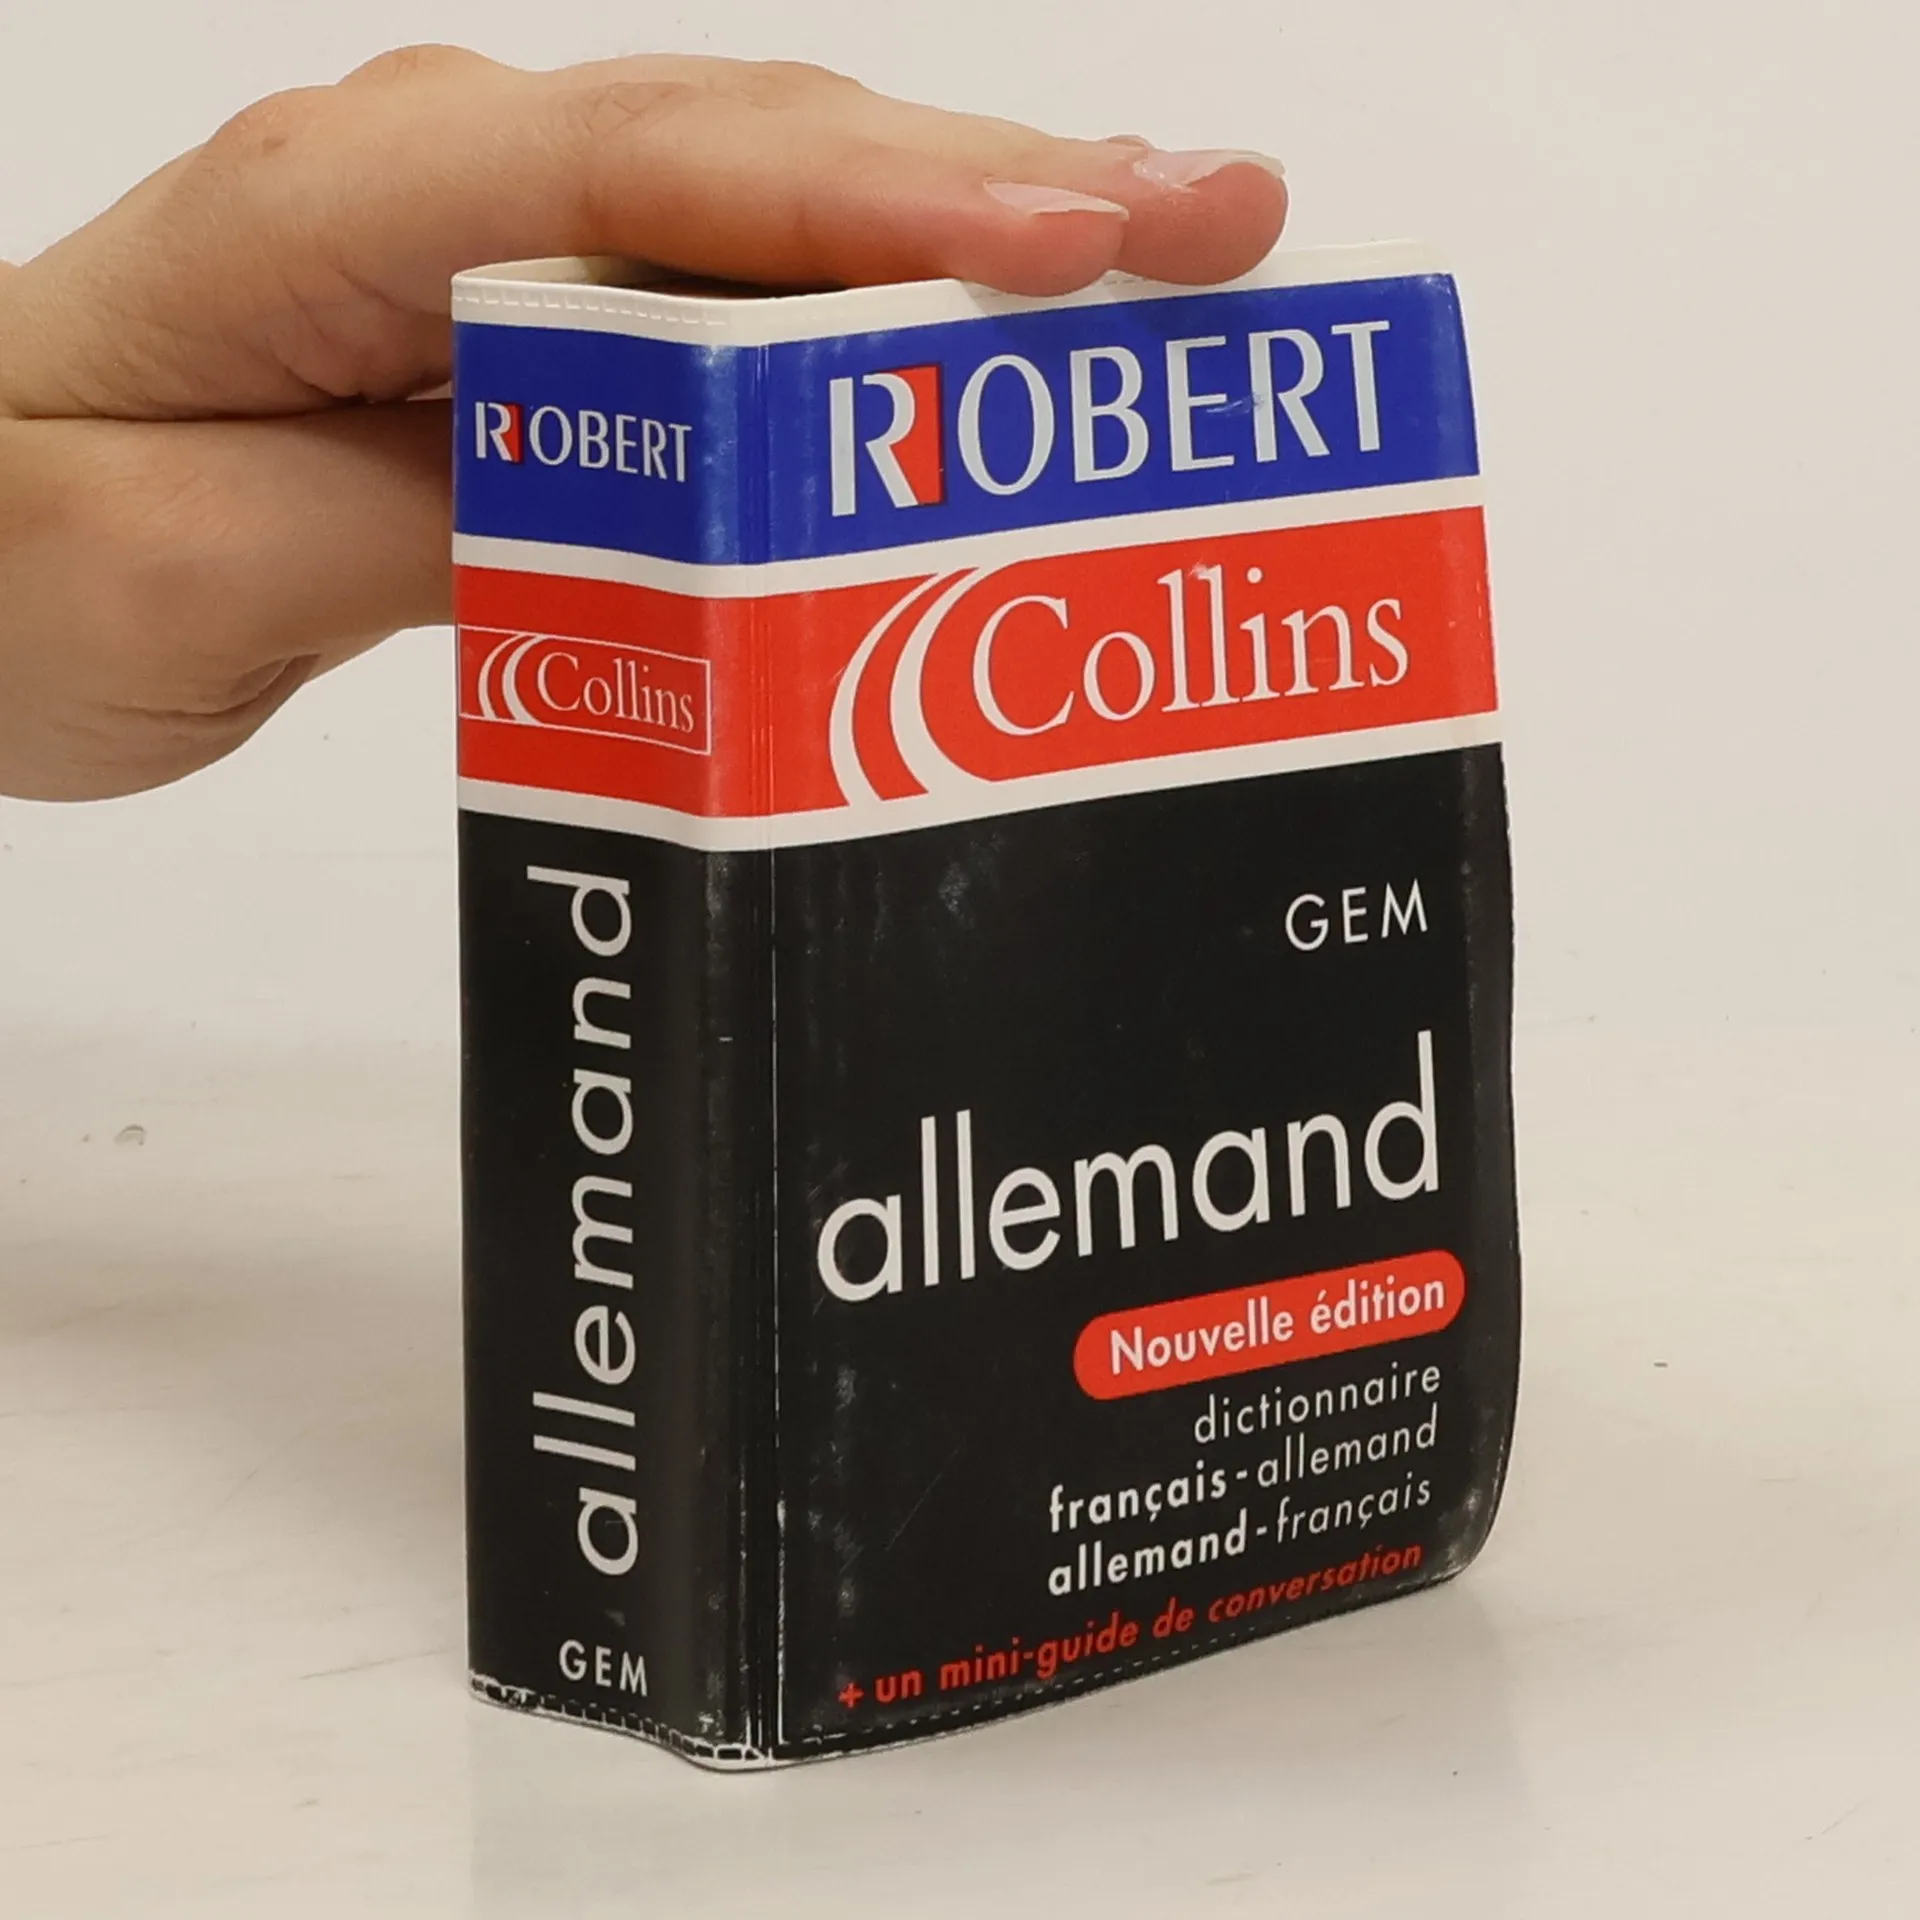 ROBERT
Collins
allemand
GEM
ROBERT
Collins
GEM
allemand
Nouvelle édition
dictionnaire
français-allemand
allemand-français
+ un mini-guide de conversation